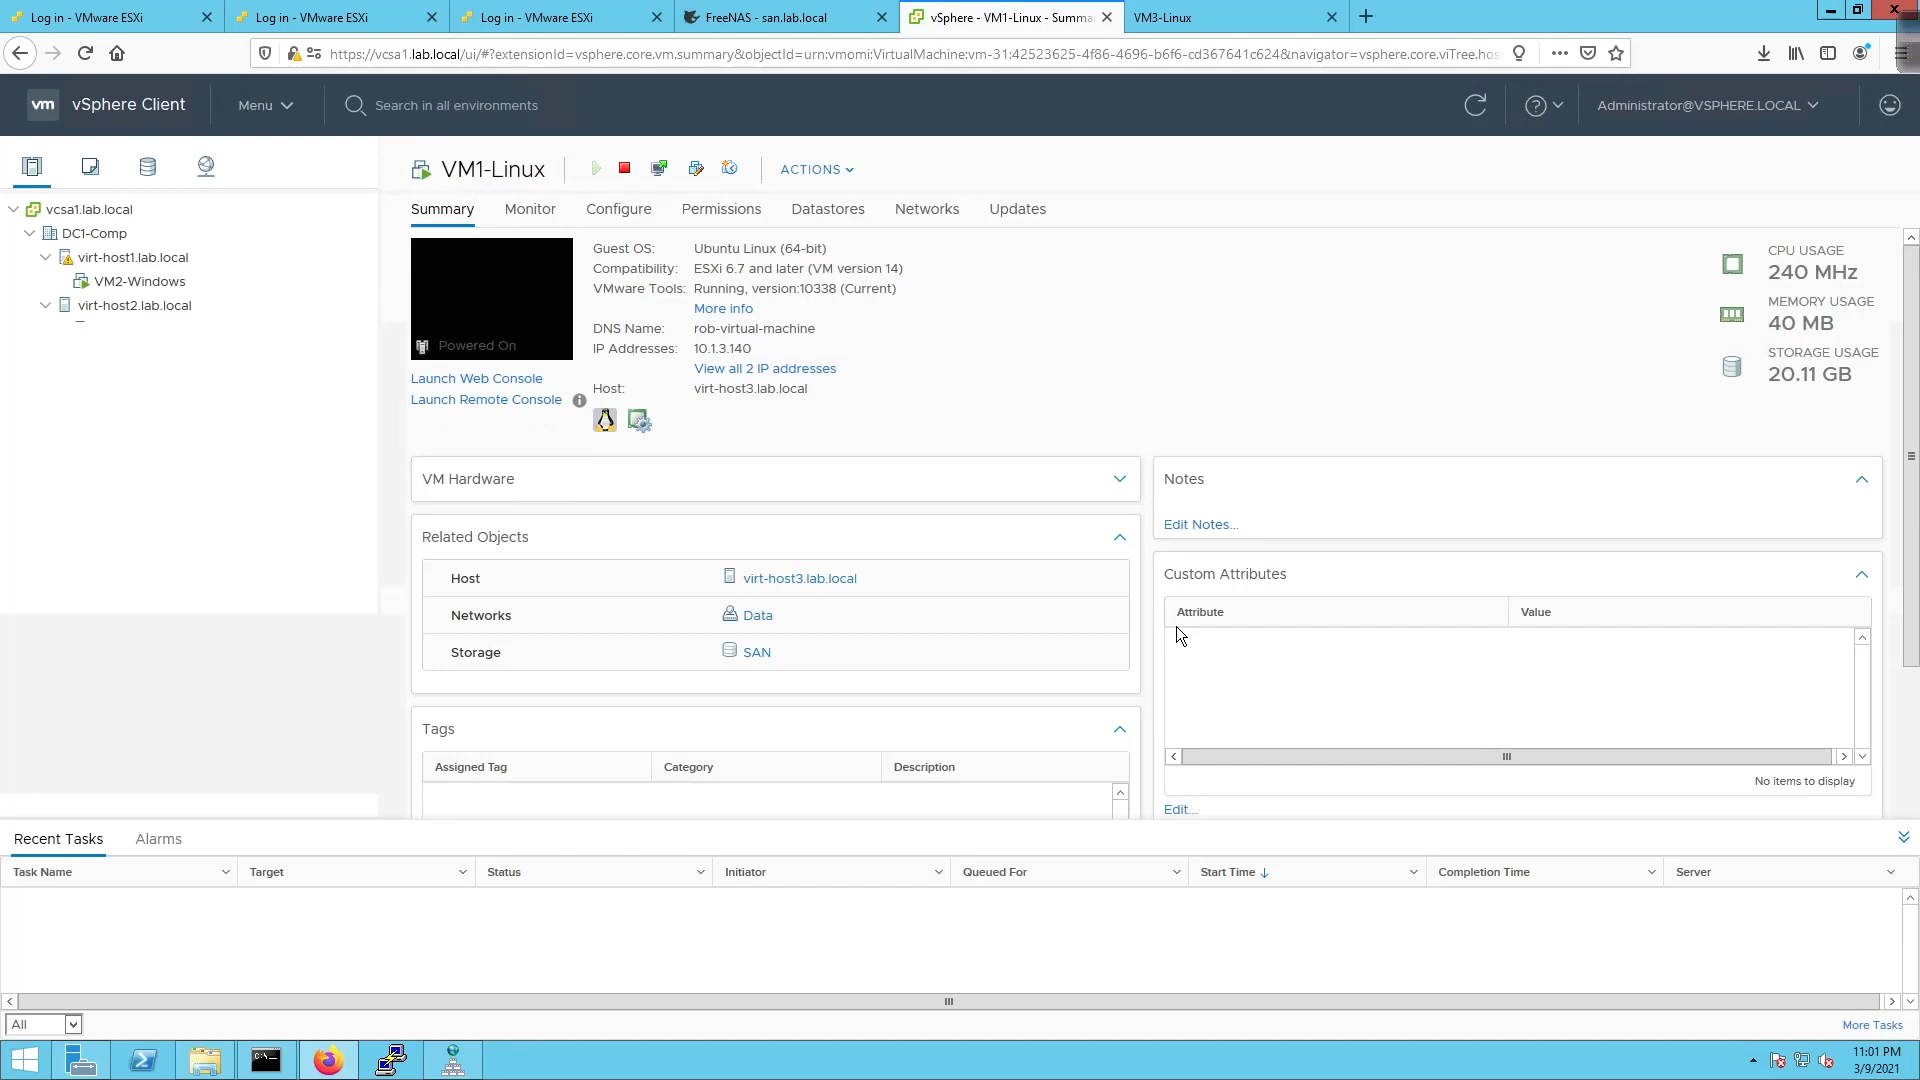 Log in - VMware ESXi
Log in - VMware ESXi
Log in - VMware ESXi
FreeNAS - san.lab.local
vSphere - VM1-Linux - Summa
VM3-Linux
https://vcsa1.lab.local/ui/#?extensionId=vsphere.core.vm.summary&objectId=urn:vmomi:VirtualMachine:vm-31:42523625-4f86-4696-b6f6-cd367641c624&navigator=vsphere.core.viTree.hos
vm vSphere Client
Menu
Search in all environments
Administrator@VSPHERE.LOCAL
vcsa1.lab.local
DC1-Comp
virt-host1.lab.local
VM2-Windows
virt-host2.lab.local
VM1-Linux
ACTIONS
Summary Monitor Configure Permissions Datastores Networks Updates
Powered On
Launch Web Console
Launch Remote Console
Guest OS: Ubuntu Linux (64-bit)
Compatibility: ESXi 6.7 and later (VM version 14)
VMware Tools: Running, version:10338 (Current)
More info
DNS Name: rob-virtual-machine
IP Addresses: 10.1.3.140
View all 2 IP addresses
Host: virt-host3.lab.local
CPU USAGE
240 MHz
MEMORY USAGE
40 MB
STORAGE USAGE
20.11 GB
VM Hardware
Related Objects
Host virt-host3.lab.local
Networks Data
Storage SAN
Tags
Assigned Tag Category Description
Notes
Edit Notes...
Custom Attributes
Attribute Value
No items to display
Edit...
Recent Tasks Alarms
Task Name Target Status Initiator Queued For Start Time Completion Time Server
All
More Tasks
11:01 PM
3/9/2021